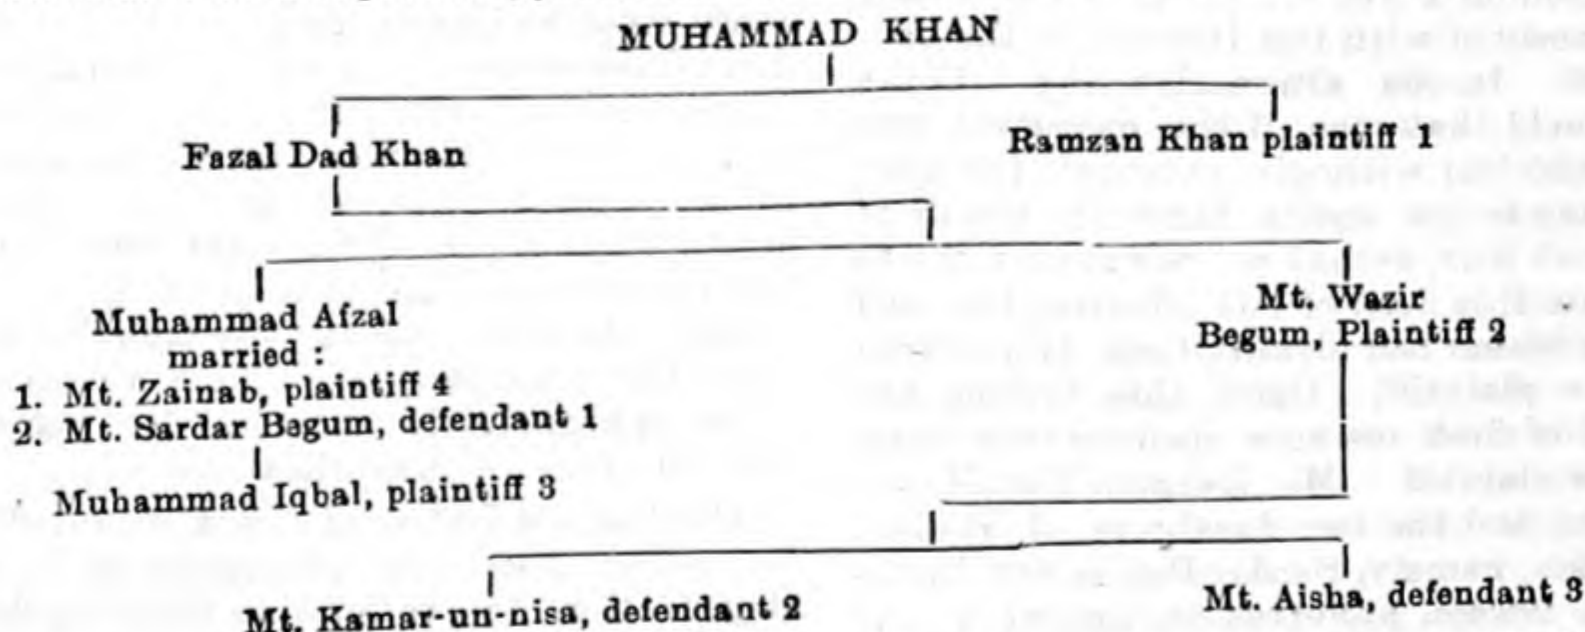 MUHAMMAD KHAN
Fazal Dad Khan
Ramzan Khan plaintiff 1
Muhammad Afzal
married :
1. Mt. Zainab, plaintiff 4
2. Mt. Sardar Begum, defendant 1
Muhammad Iqbal, plaintiff 3
Mt. Wazir
Begum, Plaintiff 2
Mt. Kamar-un-nisa, defendant 2
Mt. Aisha, defendant 3